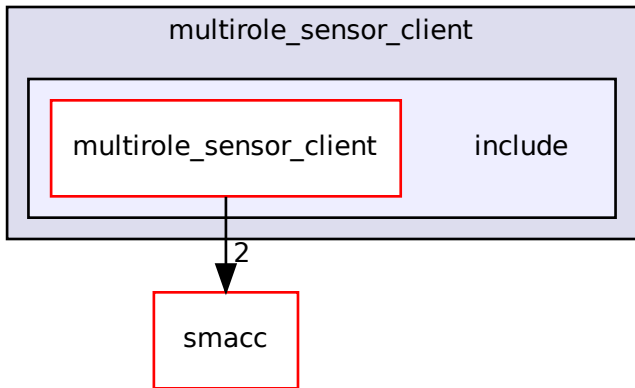 multirole_sensor_client
multirole_sensor_client
include
2
smacc